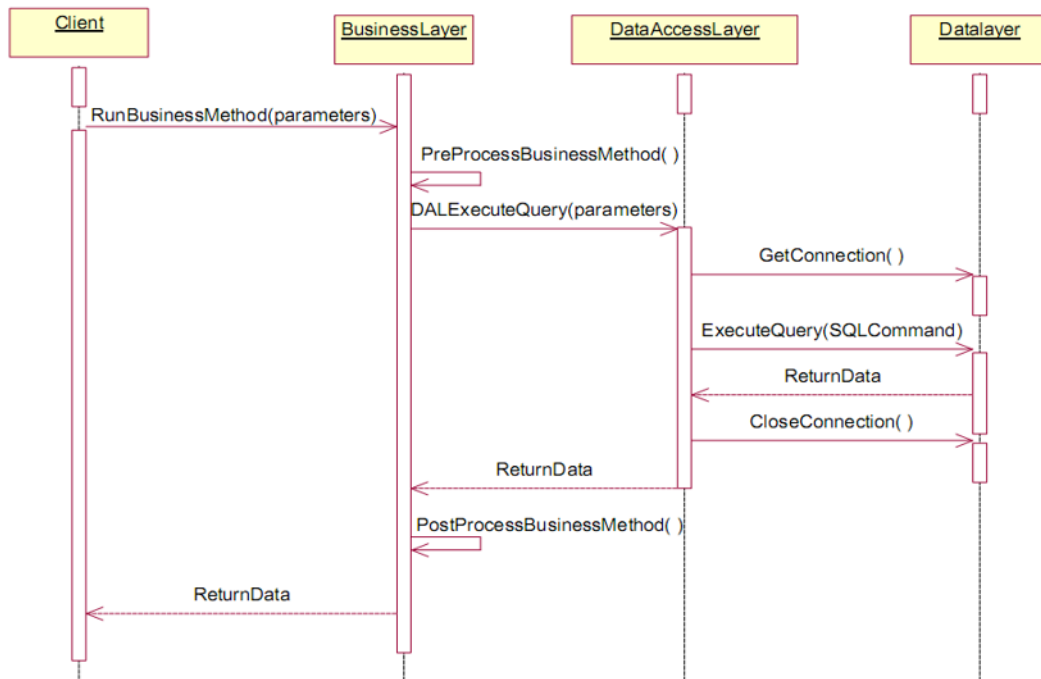 Client
BusinessLayer
DataAccessLayer
Datalayer
RunBusinessMethod(parameters)
PreProcessBusinessMethod( )
DALExecuteQuery(parameters)
GetConnection( )
ExecuteQuery(SQLCommand)
ReturnData
CloseConnection( )
ReturnData
PostProcessBusinessMethod( )
ReturnData